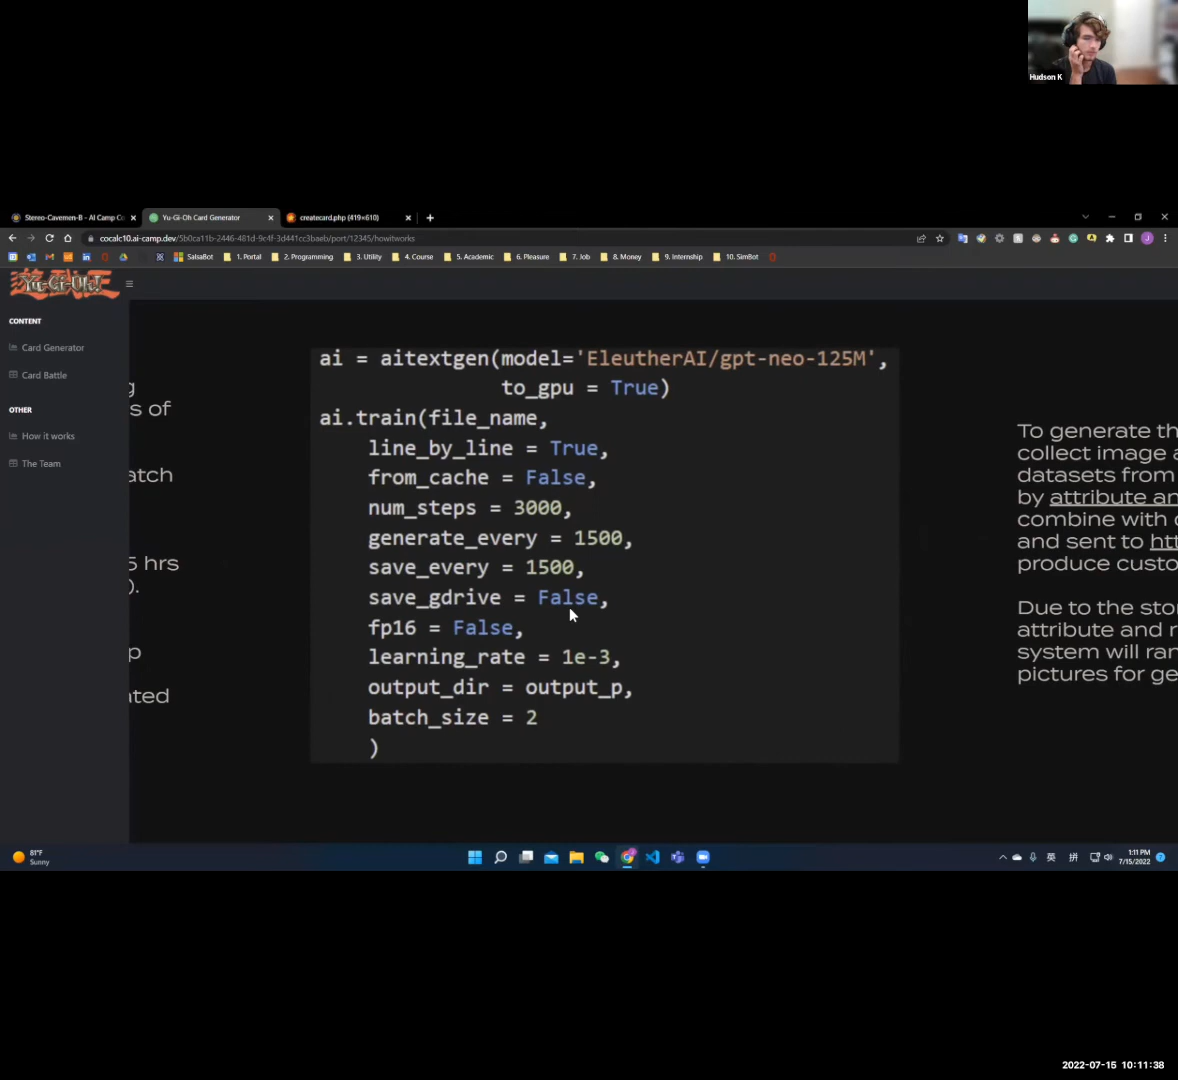 Hudson K
Stereo-Cavemen-B - AI Camp Co
Yu-Gi-Oh Card Generator
createcard.php (419×610)
cocalc10.ai-camp.dev/5b0ca11b-2446-481d-9c4f-3d441cc3baeb/port/12345/howitworks
SalsaBot 1. Portal 2. Programming 3. Utility 4. Course 5. Academic 6. Pleasure 7. Job 8. Money 9. Internship 10. SimBot
Yu-Gi-Oh!
CONTENT
Card Generator
Card Battle
OTHER
How it works
The Team
g
s of
atch
5 hrs
).
p
ated
ai = aitextgen(model='EleutherAI/gpt-neo-125M',
to_gpu = True)
ai.train(file_name,
line_by_line = True,
from_cache = False,
num_steps = 3000,
generate_every = 1500,
save_every = 1500,
save_gdrive = False,
fp16 = False,
learning_rate = 1e-3,
output_dir = output_p,
batch_size = 2
)
To generate th
collect image a
datasets from
by attribute an
combine with c
and sent to htt
produce custo
Due to the stor
attribute and r
system will ran
pictures for ge
81°F
Sunny
英 拼
1:11 PM
7/15/2022
2022-07-15 10:11:38